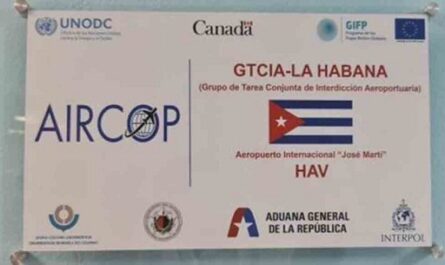 UNODC
Canada
GIFP
GTCIA-LA HABANA
(Grupo de Tarea Conjunta de Interdicción Aeroportuaria)
AIRCOP
Aeropuerto Internacional "José Martí"
HAV
ADUANA GENERAL
DE LA REPÚBLICA
INTERPOL